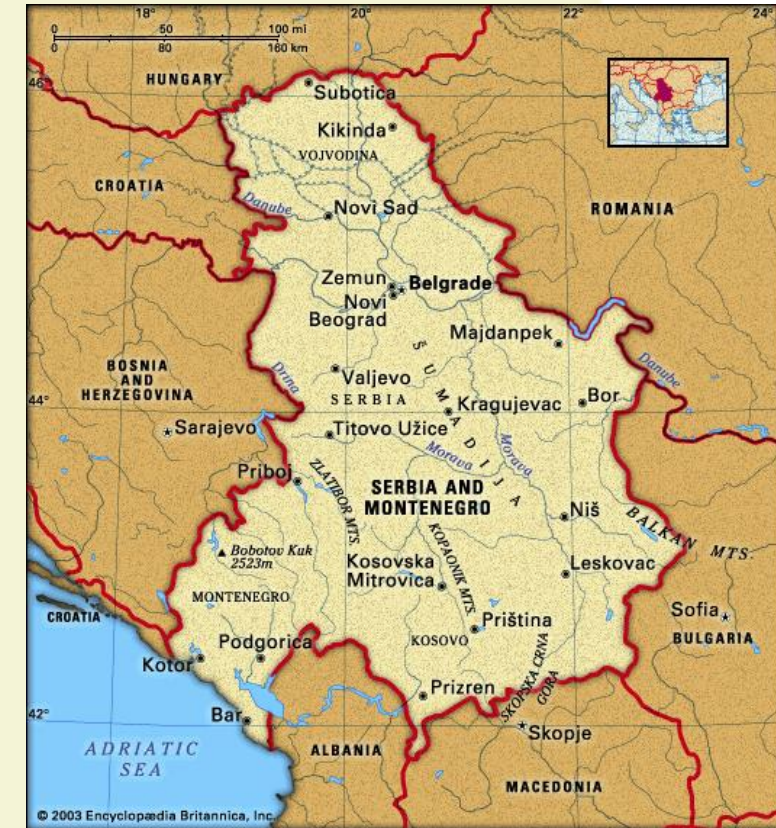 18°
20°
22°
24°
0 50 100 mi
0 80 160 km
46°
HUNGARY
Subotica
Kikinda
VOJVODINA
CROATIA
Danube
Novi Sad
ROMANIA
Zemun
Belgrade
Novi
Beograd
Majdanpek
BOSNIA
AND
HERZEGOVINA
Drina
Valjevo
SERBIA
ŠUMADIJA
Danube
Bor
44°
Kragujevac
Sarajevo
Titovo Užice
Morava
Morava
Priboj
ZLATIBOR MTS.
SERBIA AND
MONTENEGRO
Niš
BALKAN MTS.
KOPAONIK MTS.
Bobotov Kuk
2523m
Kosovska
Mitrovica
Leskovac
MONTENEGRO
CROATIA
Priština
Sofia
BULGARIA
KOSOVO
Podgorica
Kotor
SKOPSKA CRNA
GORA
Prizren
42°
Bar
Skopje
ADRIATIC
SEA
ALBANIA
MACEDONIA
© 2003 Encyclopædia Britannica, Inc.